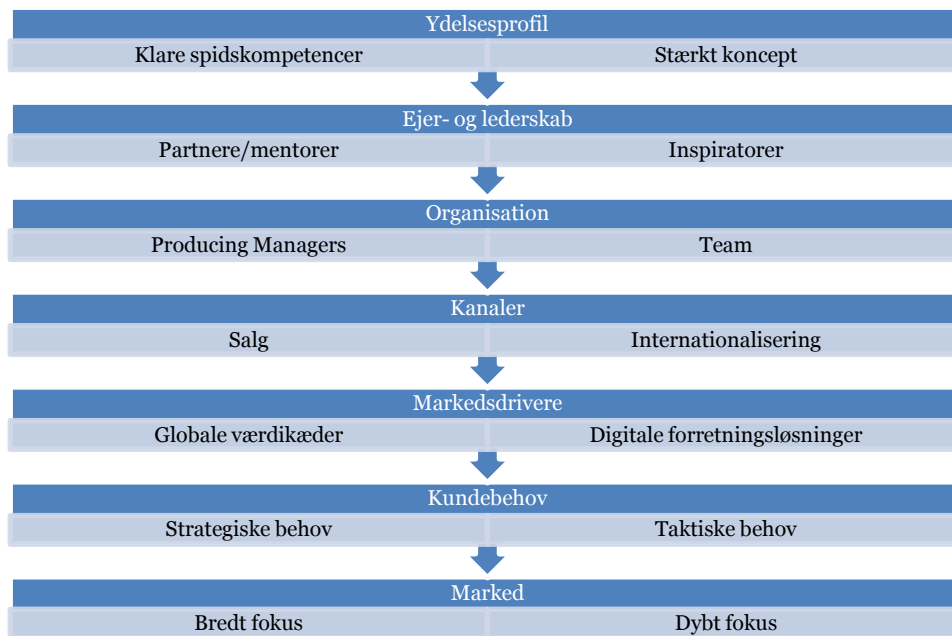 Ydelsesprofil
Klare spidskompetencer Stærkt koncept
Ejer- og lederskab
Partnere/mentorer Inspiratorer
Organisation
Producing Managers Team
Kanaler
Salg Internationalisering
Markedsdrivere
Globale værdikæder Digitale forretningsløsninger
Kundebehov
Strategiske behov Taktiske behov
Marked
Bredt fokus Dybt fokus